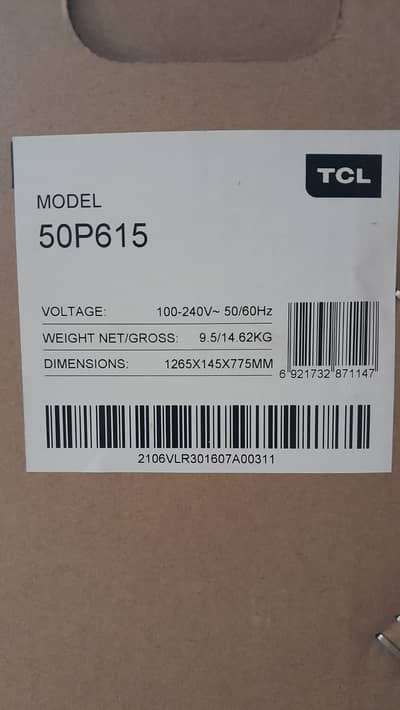 TCL
MODEL
50P615
VOLTAGE: 100-240V~ 50/60Hz
WEIGHT NET/GROSS: 9.5/14.62KG
DIMENSIONS: 1265X145X775MM
6 921732 871147
2106VLR301607A00311